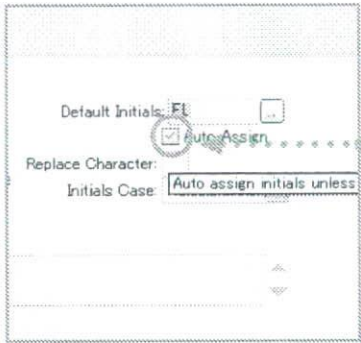 Default Initials: FL ...
Auto Assign
Replace Character:
Initials Case:
Auto assign initials unless